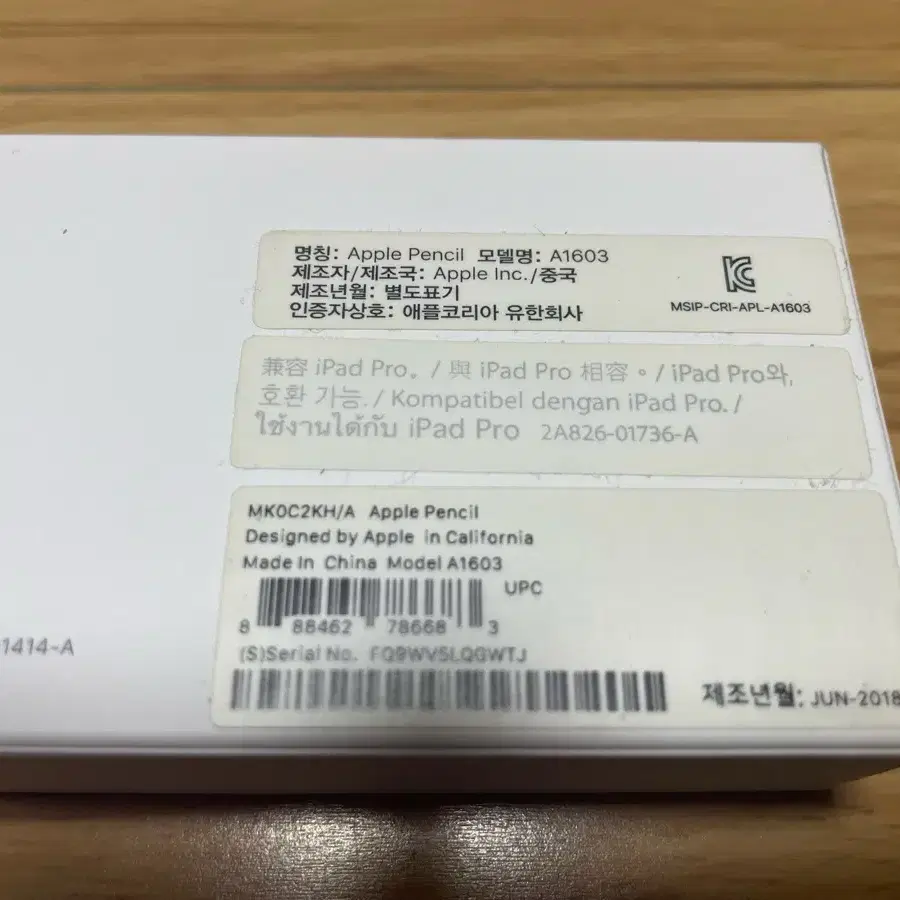 명칭: Apple Pencil 모델명: A1603
제조자/제조국: Apple Inc./중국
제조년월: 별도표기
인증자상호: 애플코리아 유한회사
MSIP-CRI-APL-A1603
兼容 iPad Pro。/ 與 iPad Pro 相容。/ iPad Pro와,
호환 가능. / Kompatibel dengan iPad Pro. /
ใช้งานได้กับ iPad Pro 2A826-01736-A
MK0C2KH/A Apple Pencil
Designed by Apple in California
Made In China Model A1603
UPC
8 88462 78668 3
(S)Serial No. FQ9WV5LQGWTJ
제조년월: JUN-2018
1414-A